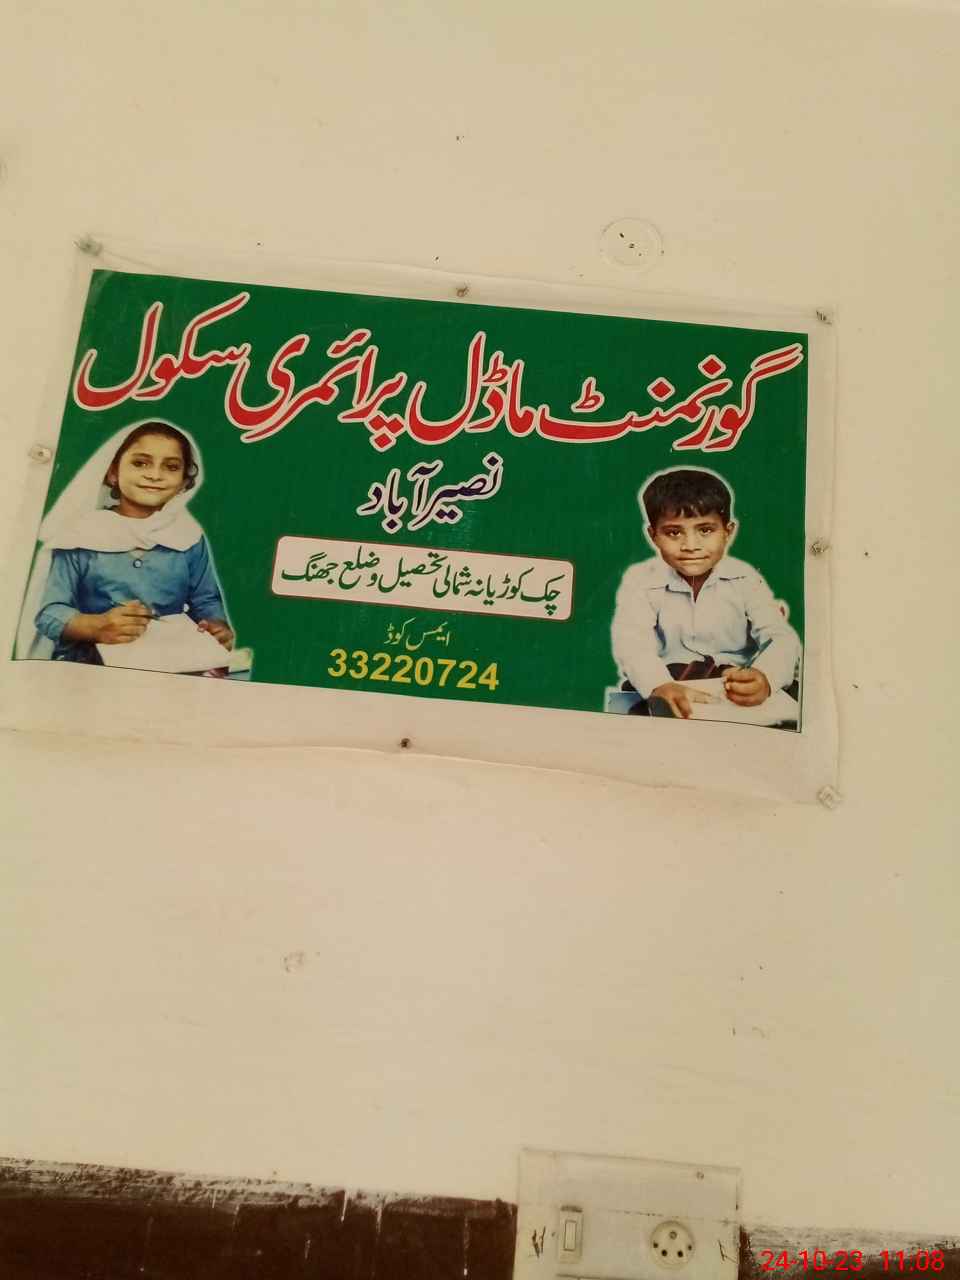 گورنمنٹ ماڈل پرائمری سکول
نصیر آباد
چک کوڑیانہ شمالی تحصیل و ضلع جھنگ
ایمس کوڈ
33220724
24-10-23 11:08